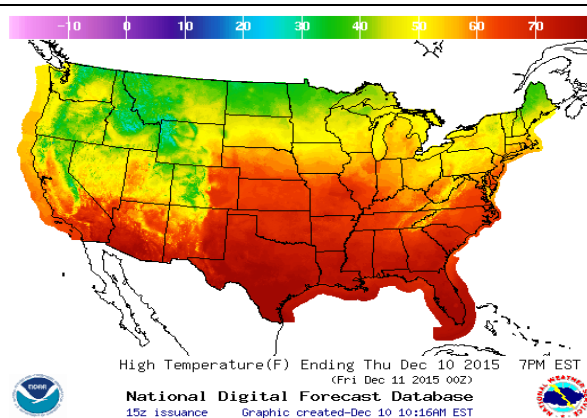 -10 0 10 20 30 40 50 60 70
High Temperature(F) Ending Thu Dec 10 2015 7PM EST
(Fri Dec 11 2015 00Z)
National Digital Forecast Database
15z issuance Graphic created-Dec 10 10:16AM EST
noaa